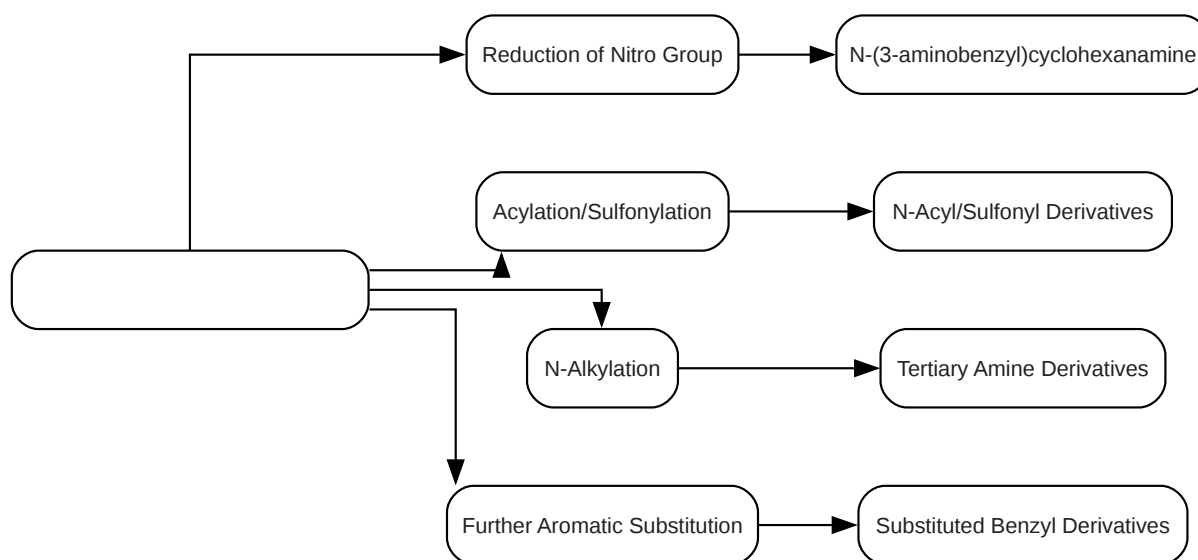 Reduction of Nitro Group
N-(3-aminobenzyl)cyclohexanamine
Acylation/Sulfonylation
N-Acyl/Sulfonyl Derivatives
N-Alkylation
Tertiary Amine Derivatives
Further Aromatic Substitution
Substituted Benzyl Derivatives